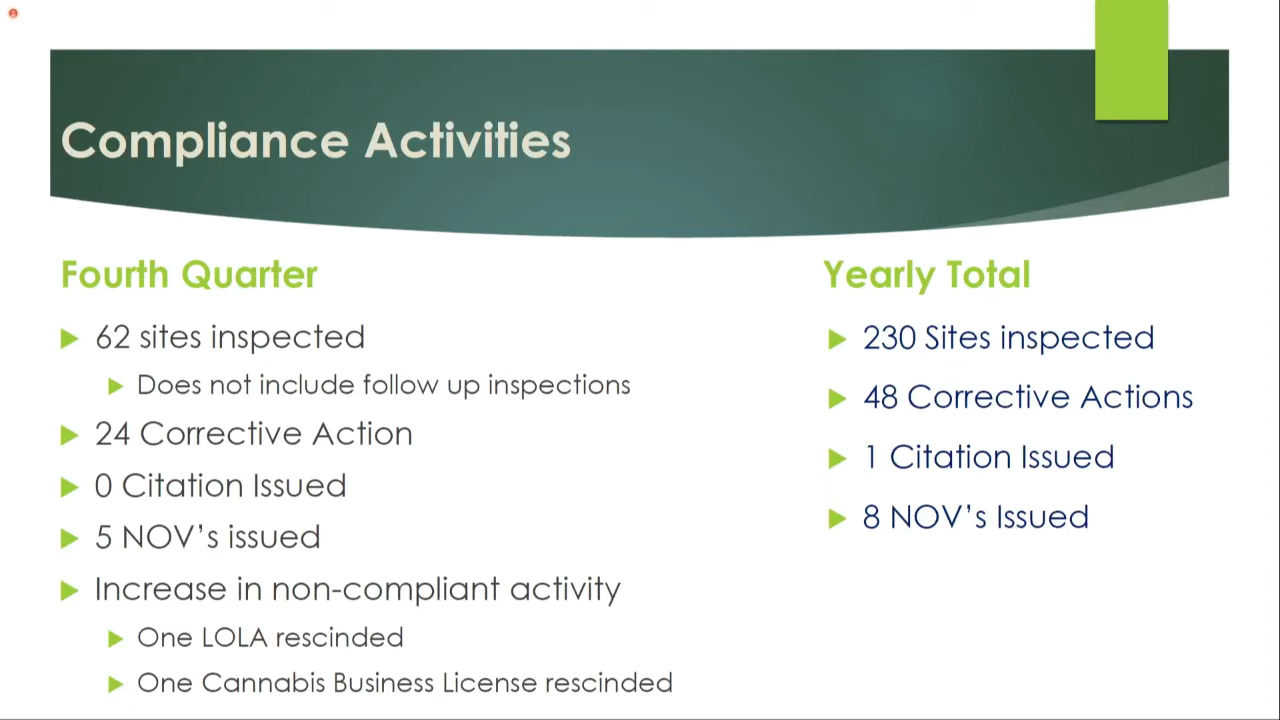 Compliance Activities
Fourth Quarter
62 sites inspected
Does not include follow up inspections
24 Corrective Action
0 Citation Issued
5 NOV's issued
Increase in non-compliant activity
One LOLA rescinded
One Cannabis Business License rescinded
Yearly Total
230 Sites inspected
48 Corrective Actions
1 Citation Issued
8 NOV's Issued